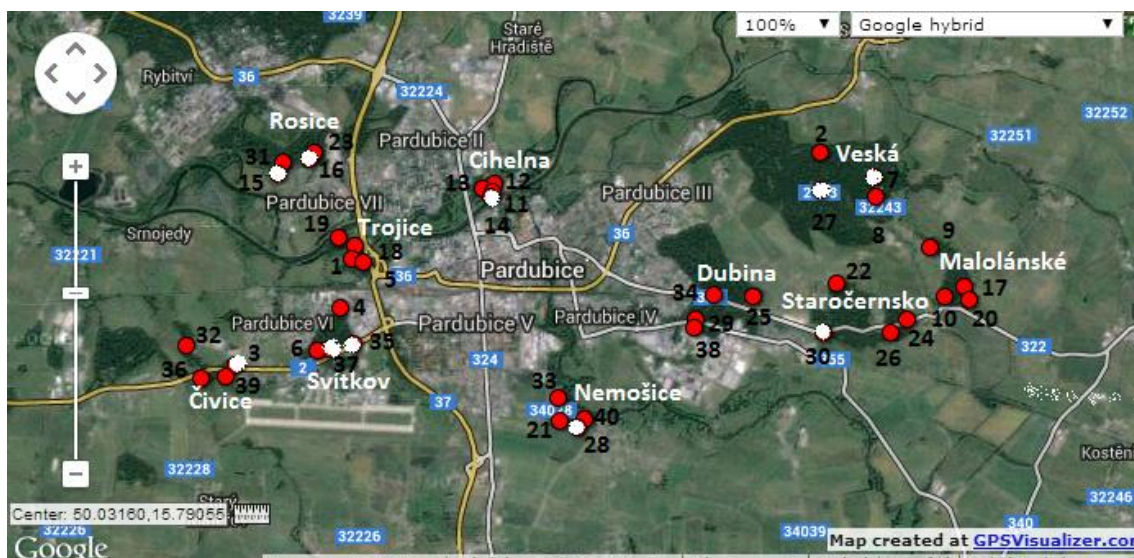 3239
Staré
Hradiště
100% ▼
Google hybrid ▼
Rybitví
36
32224
32252
Rosice
Pardubice II
32251
31
23
2
Veská
15
16
Cihelna
13
12
7
Pardubice III
11
Pardubice VII
14
27
32243
8
19
Trojice
Srnojedy
36
9
18
32221
1
Malolánské
5
36
Pardubice
Dubina
22
17
34
Staročernsko
4
10
20
Pardubice VI
Pardubice V
Pardubice IV
29
25
24
32
35
38
30
26
322
3
6
324
355
36
2
37
39
Svítkov
Čivice
33
Nemošice
37
40
21
28
Kostění
32228
32246
Starý
Center: 50.03160,15.79055
34039
340
32226
32226
Map created at GPSVisualizer.com
Google